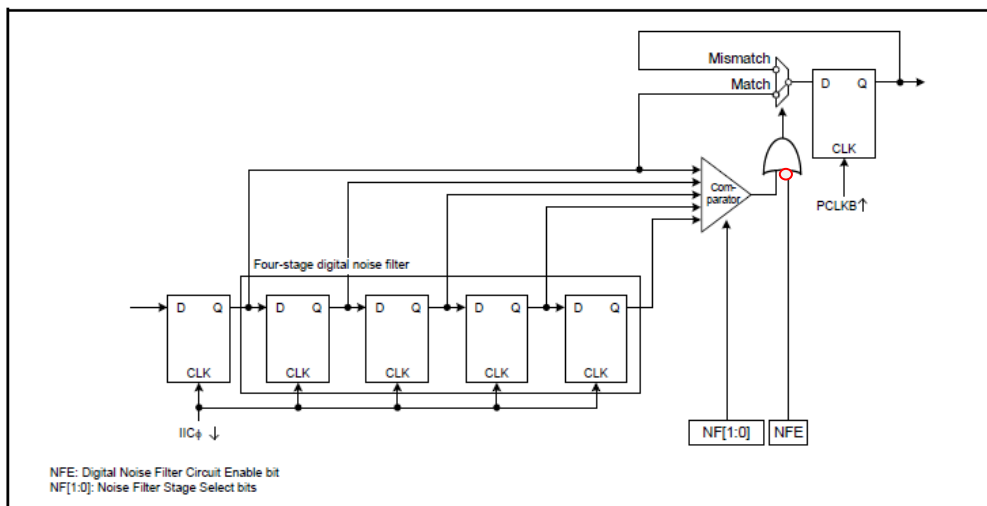 Mismatch
Match
D Q
CLK
PCLKB↑
Com-
parator
Four-stage digital noise filter
D Q D Q D Q D Q D Q
CLK CLK CLK CLK CLK
IICϕ ↓
NF[1:0] NFE
NFE: Digital Noise Filter Circuit Enable bit
NF[1:0]: Noise Filter Stage Select bits